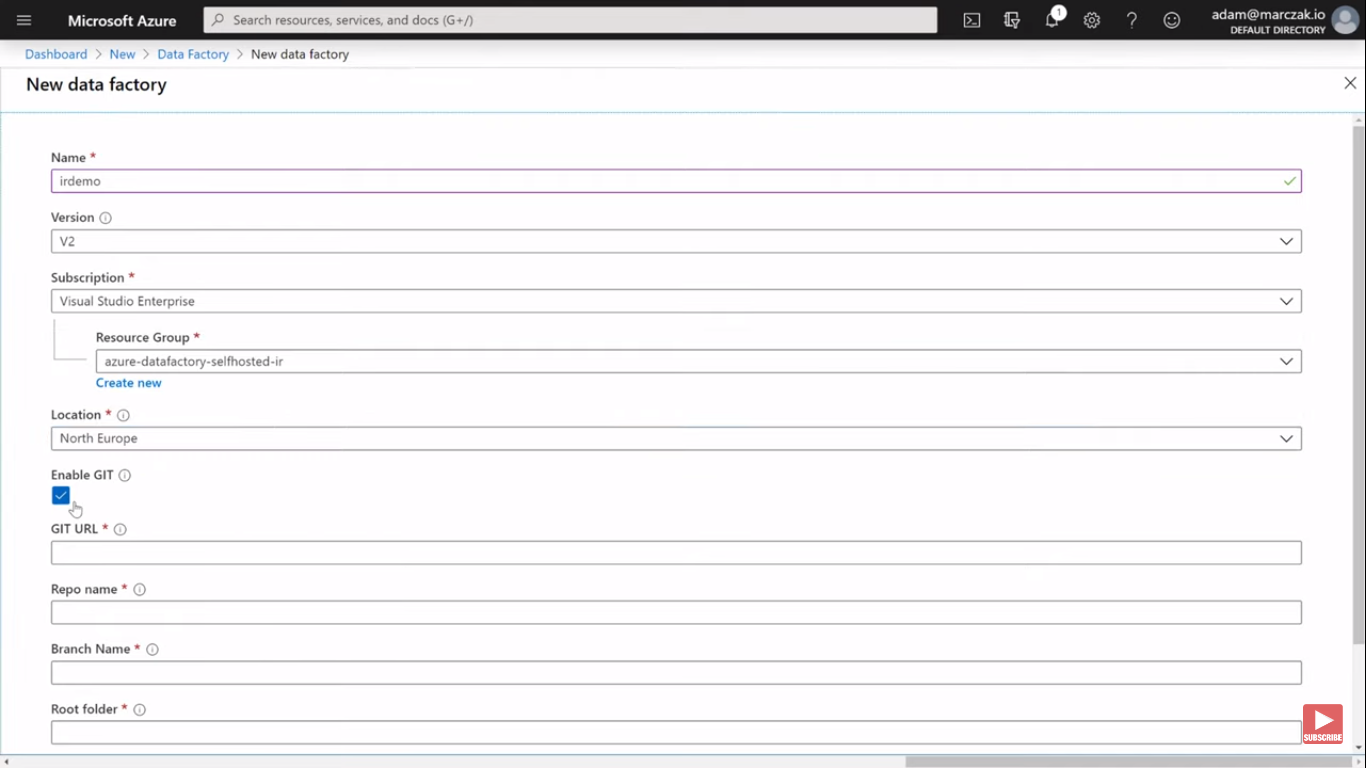 Microsoft Azure
Search resources, services, and docs (G+/)
1
adam@marczak.io
DEFAULT DIRECTORY
Dashboard > New > Data Factory > New data factory
New data factory
Name *
irdemo
Version
V2
Subscription *
Visual Studio Enterprise
Resource Group *
azure-datafactory-selfhosted-ir
Create new
Location *
North Europe
Enable GIT
GIT URL *
Repo name *
Branch Name *
Root folder *
SUBSCRIBE